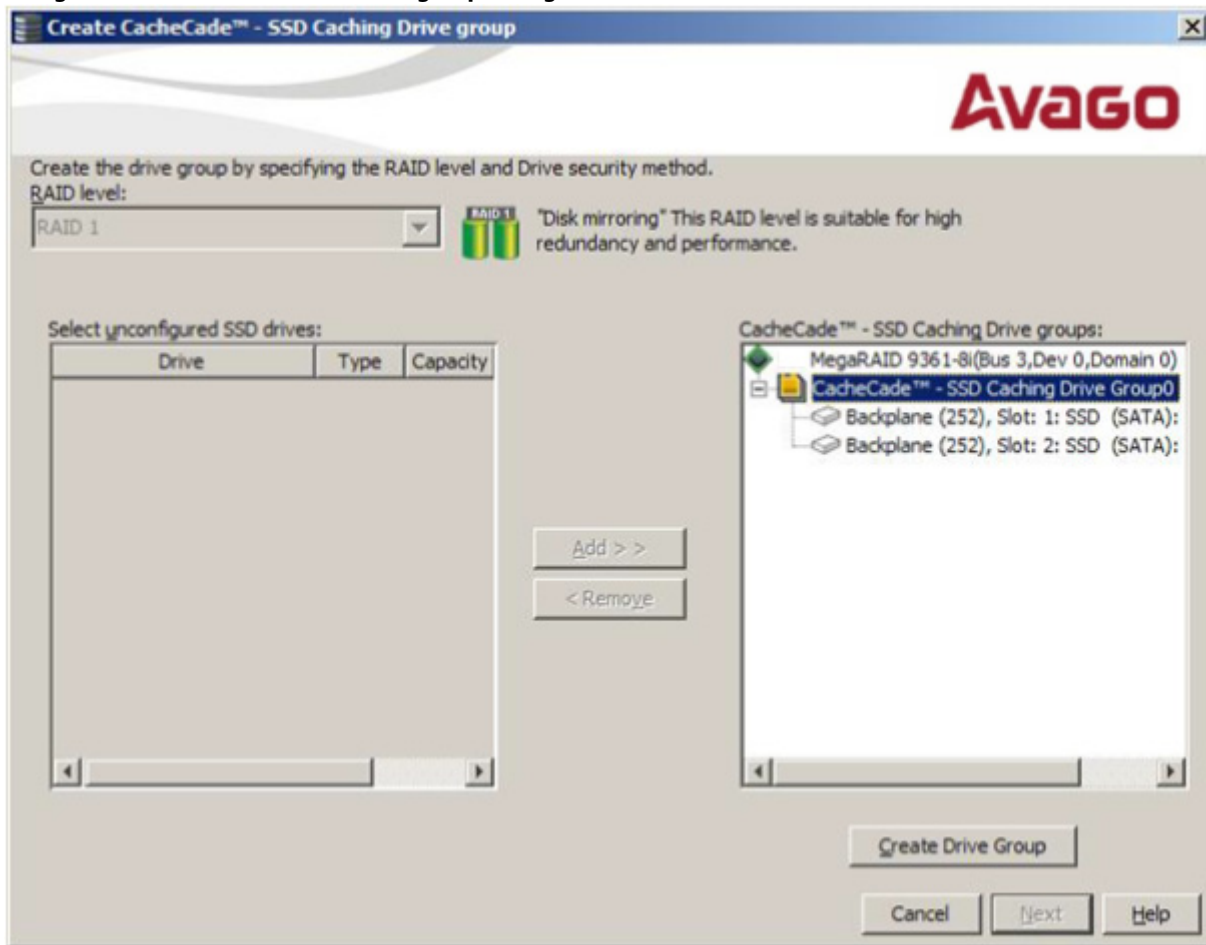 Create CacheCade™ - SSD Caching Drive group
Avago
Create the drive group by specifying the RAID level and Drive security method.
RAID level:
RAID 1
RAID 1
"Disk mirroring" This RAID level is suitable for high
redundancy and performance.
Select unconfigured SSD drives:
Drive Type Capacity
CacheCade™ - SSD Caching Drive groups:
MegaRAID 9361-8i(Bus 3,Dev 0,Domain 0)
CacheCade™ - SSD Caching Drive Group0
Backplane (252), Slot: 1: SSD (SATA):
Backplane (252), Slot: 2: SSD (SATA):
Add > >
< Remove
Create Drive Group
Cancel Next Help